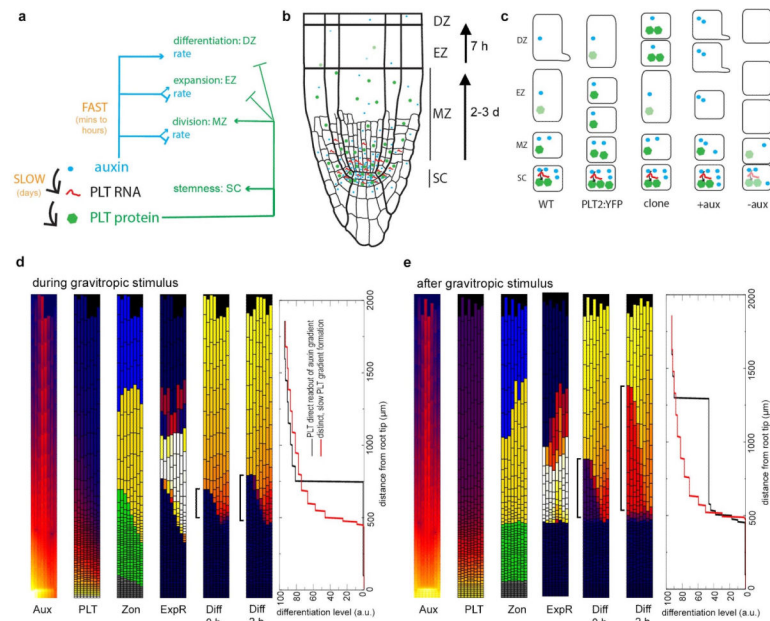 a
differentiation: DZ
rate
expansion: EZ
rate
FAST
(mins to
hours)
division: MZ
rate
auxin
SLOW
(days)
PLT RNA
stemness: SC
PLT protein
b
DZ
EZ
7 h
MZ
2–3 d
SC
c
DZ
EZ
MZ
SC
WT
PLT2:YFP
clone
+aux
-aux
d
during gravitropic stimulus
Aux
PLT
Zon
ExpR
Diff
0 h
Diff
2 h
PLT direct readout of auxin gradient
distinct, slow PLT gradient formation
2000
1500
1000
500
0
distance from root tip (µm)
100
80
60
40
20
0
differentiation level (a.u.)
e
after gravitropic stimulus
Aux
PLT
Zon
ExpR
Diff
0 h
Diff
2 h
2000
1500
1000
500
0
distance from root tip (µm)
100
80
60
40
20
0
differentiation level (a.u.)